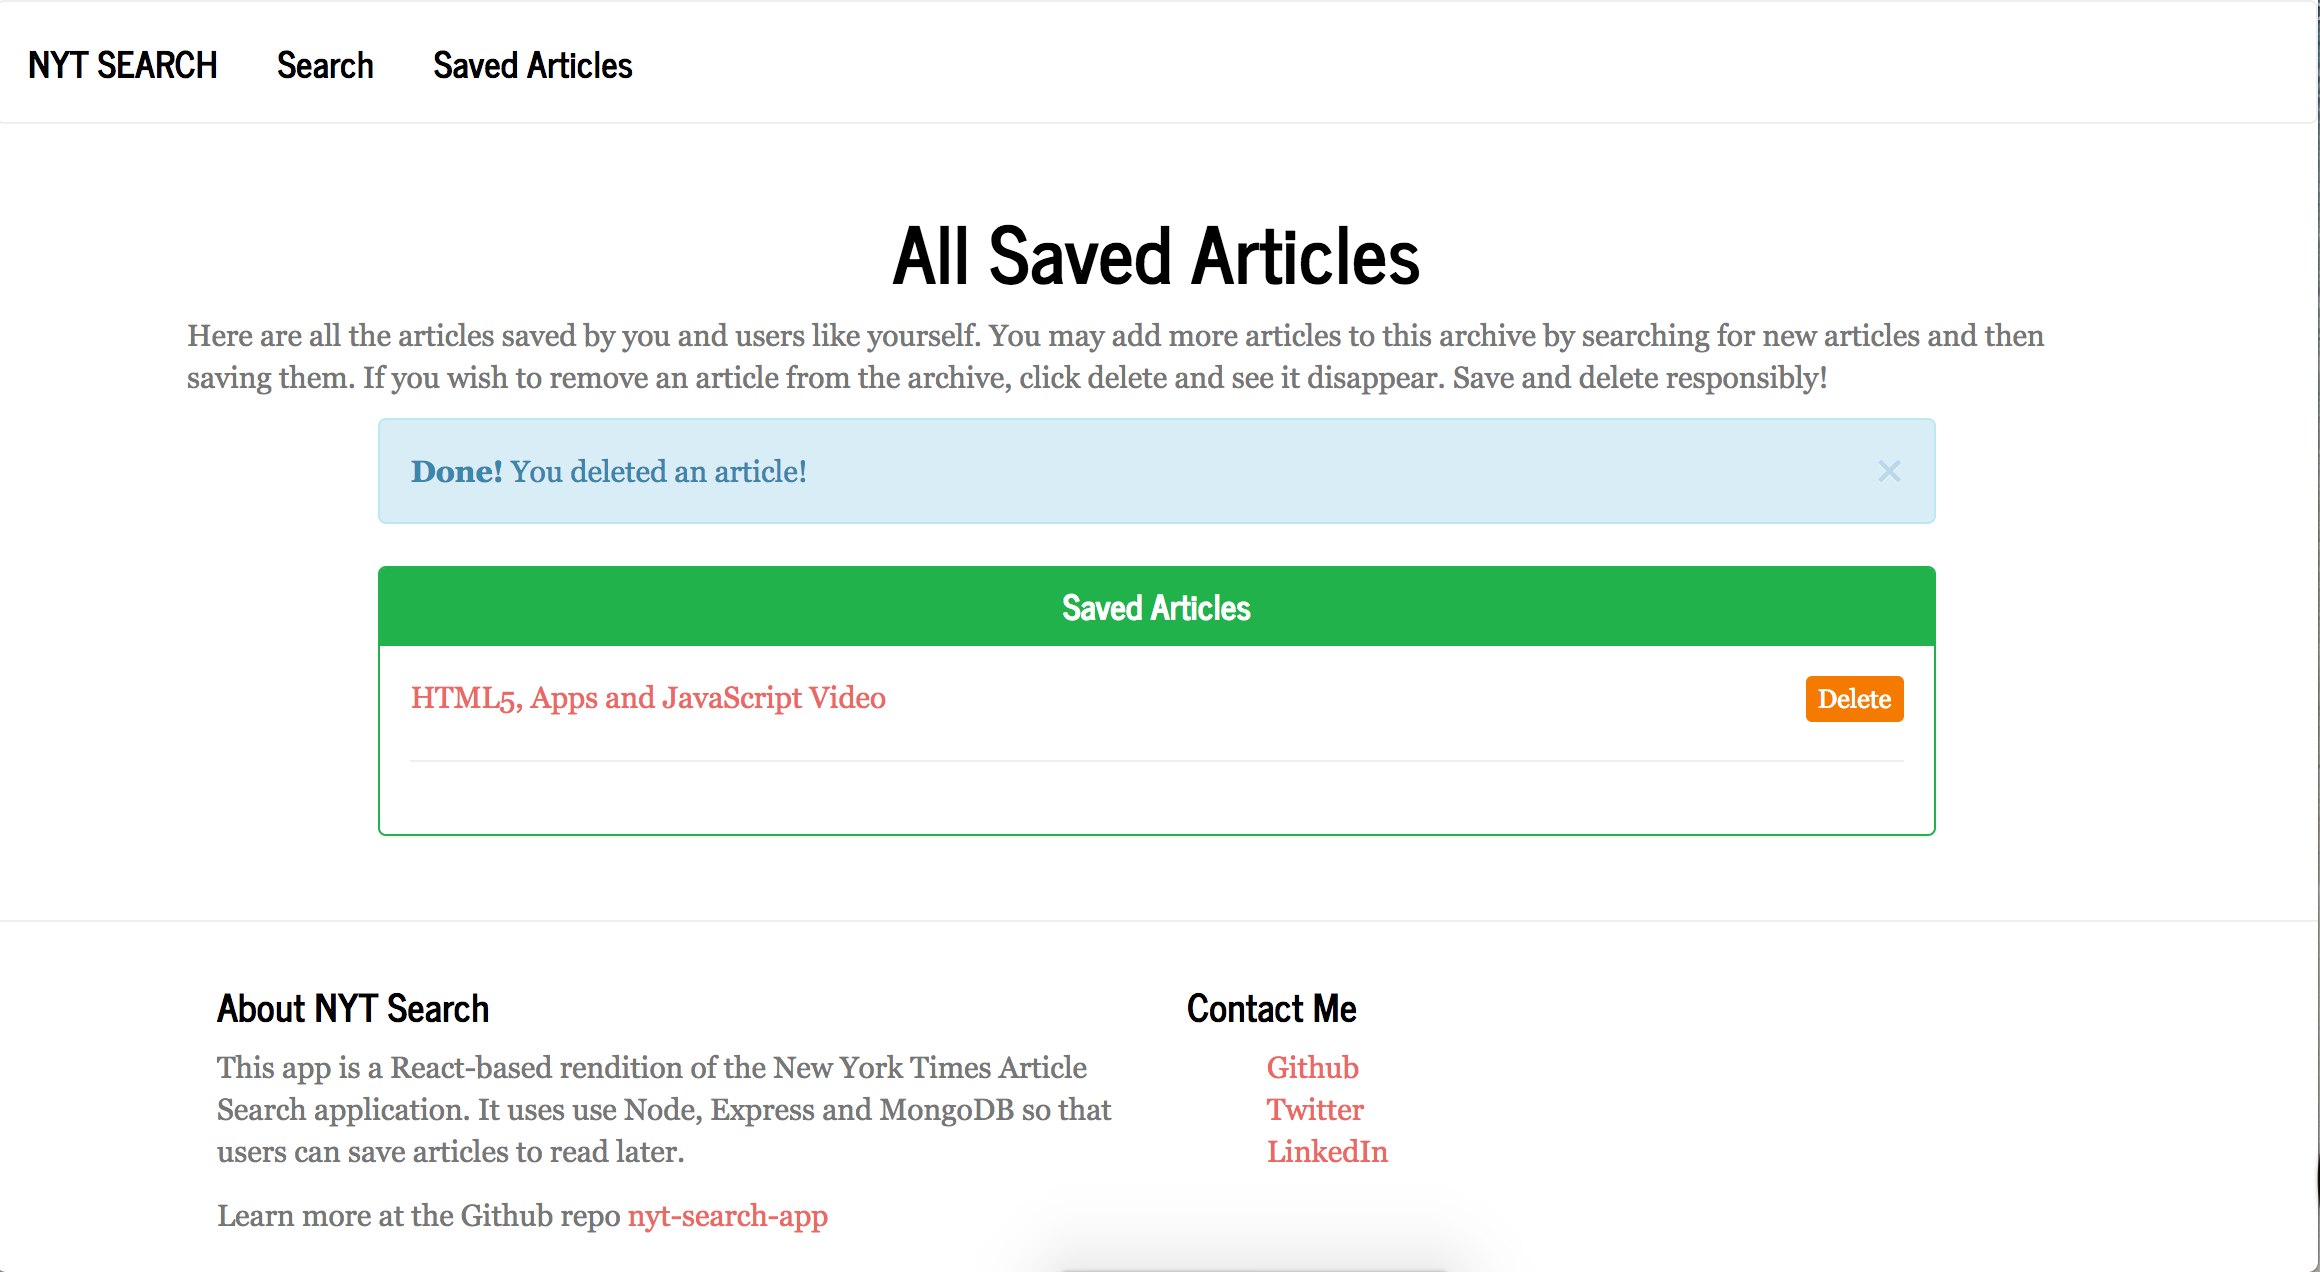 NYT SEARCH Search Saved Articles
All Saved Articles
Here are all the articles saved by you and users like yourself. You may add more articles to this archive by searching for new articles and then
saving them. If you wish to remove an article from the archive, click delete and see it disappear. Save and delete responsibly!
Done! You deleted an article! ×
Saved Articles
HTML5, Apps and JavaScript Video Delete
About NYT Search
This app is a React-based rendition of the New York Times Article
Search application. It uses use Node, Express and MongoDB so that
users can save articles to read later.
Learn more at the Github repo nyt-search-app
Contact Me
Github
Twitter
LinkedIn